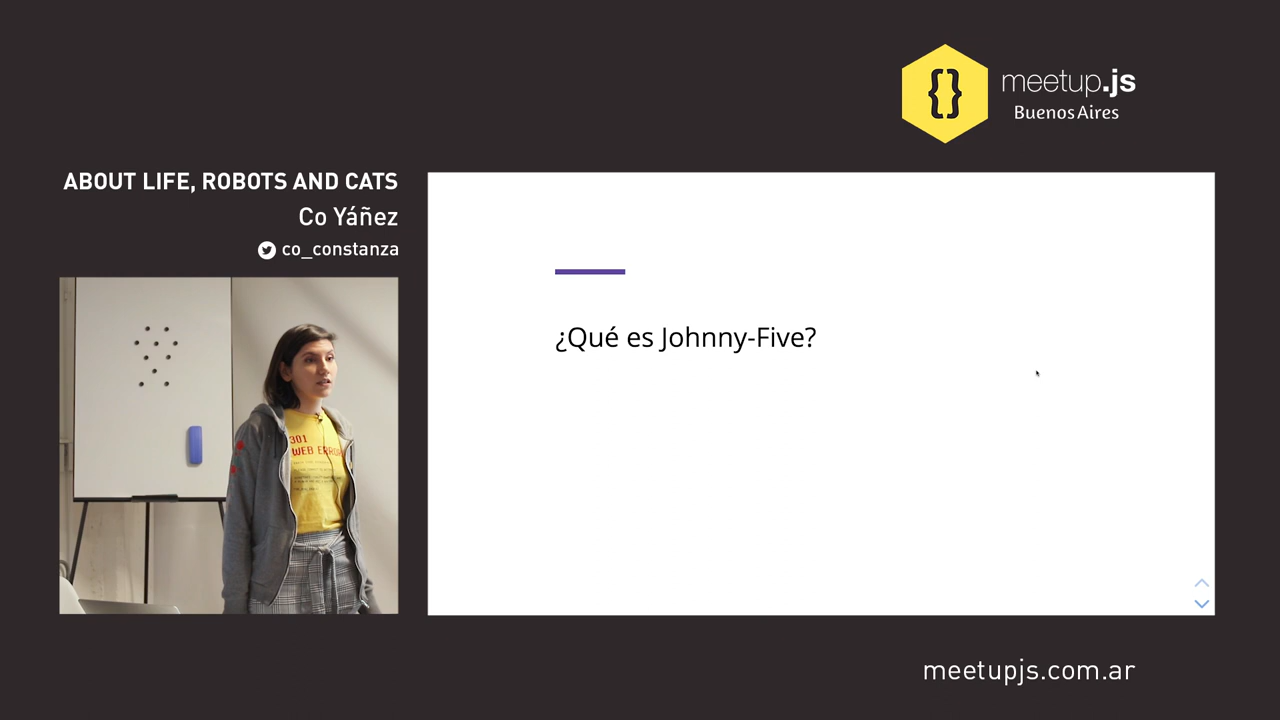 {}
meetup.js
Buenos Aires
ABOUT LIFE, ROBOTS AND CATS
Co Yáñez
co_constanza
301
WEB ERROR
¿Qué es Johnny-Five?
meetupjs.com.ar